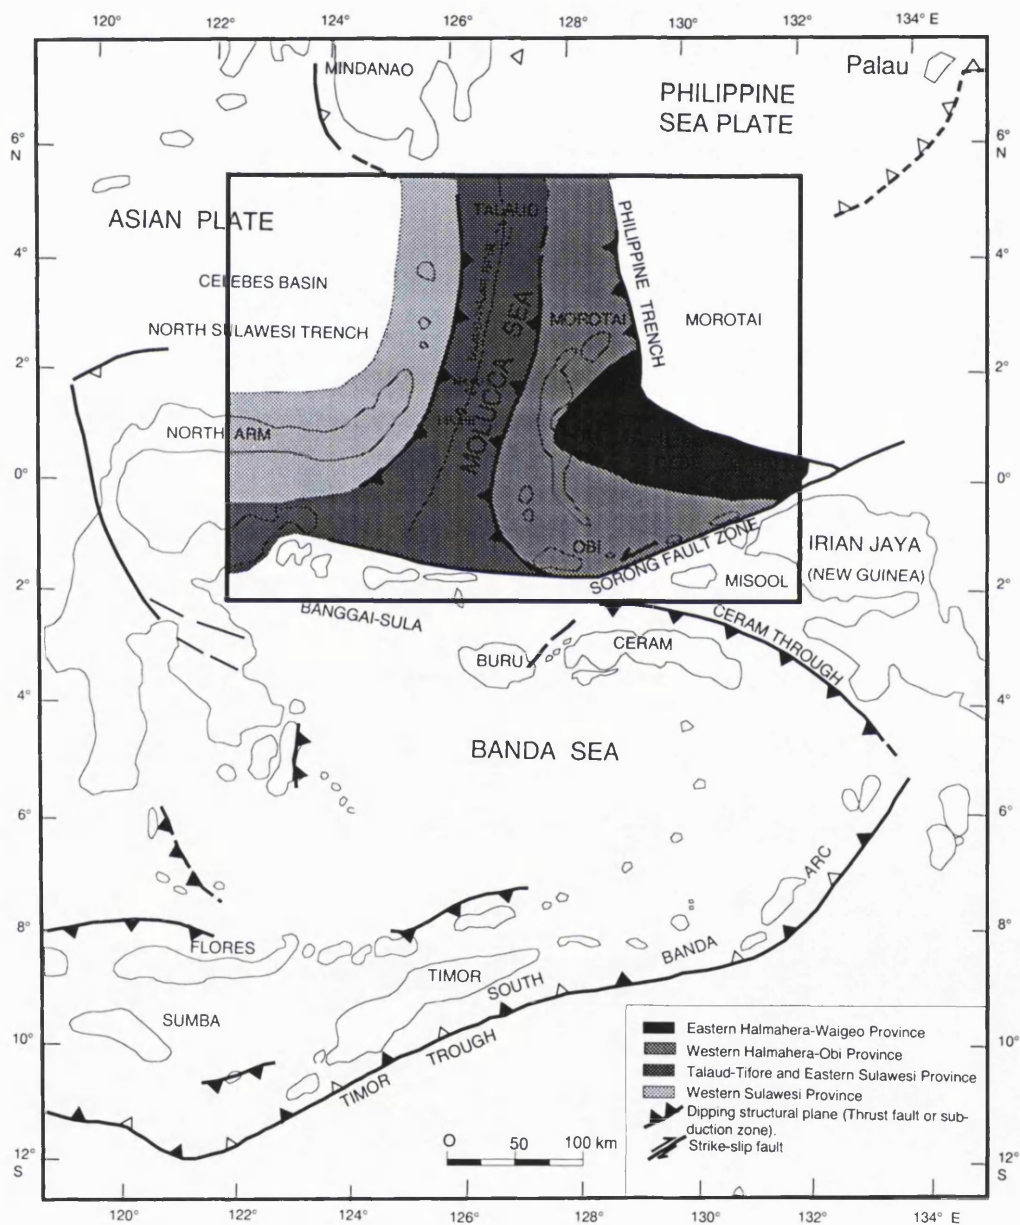 120°
122°
124°
126°
128°
130°
132°
134° E
MINDANAO
Palau
PHILIPPINE
SEA PLATE
6°
N
6°
N
ASIAN PLATE
TALAUD
PHILIPPINE TRENCH
4°
4°
CELEBES BASIN
NORTH SULAWESI TRENCH
MOLUCCA SEA
MOROTAI
MOROTAI
2°
2°
NORTH ARM
0°
0°
OBI
SORONG FAULT ZONE
IRIAN JAYA
(NEW GUINEA)
MISOOL
2°
2°
BANGGAI-SULA
CERAM THROUGH
BURU
CERAM
4°
4°
BANDA SEA
6°
6°
8°
8°
FLORES
TIMOR
SOUTH
BANDA
ARC
SUMBA
10°
10°
TIMOR
TROUGH
Eastern Halmahera-Waigeo Province
Western Halmahera-Obi Province
Talaud-Tifore and Eastern Sulawesi Province
Western Sulawesi Province
Dipping structural plane (Thrust fault or sub-
duction zone).
Strike-slip fault
O 50 100 km
12°
S
12°
S
120°
122°
124°
126°
128°
130°
132°
134° E